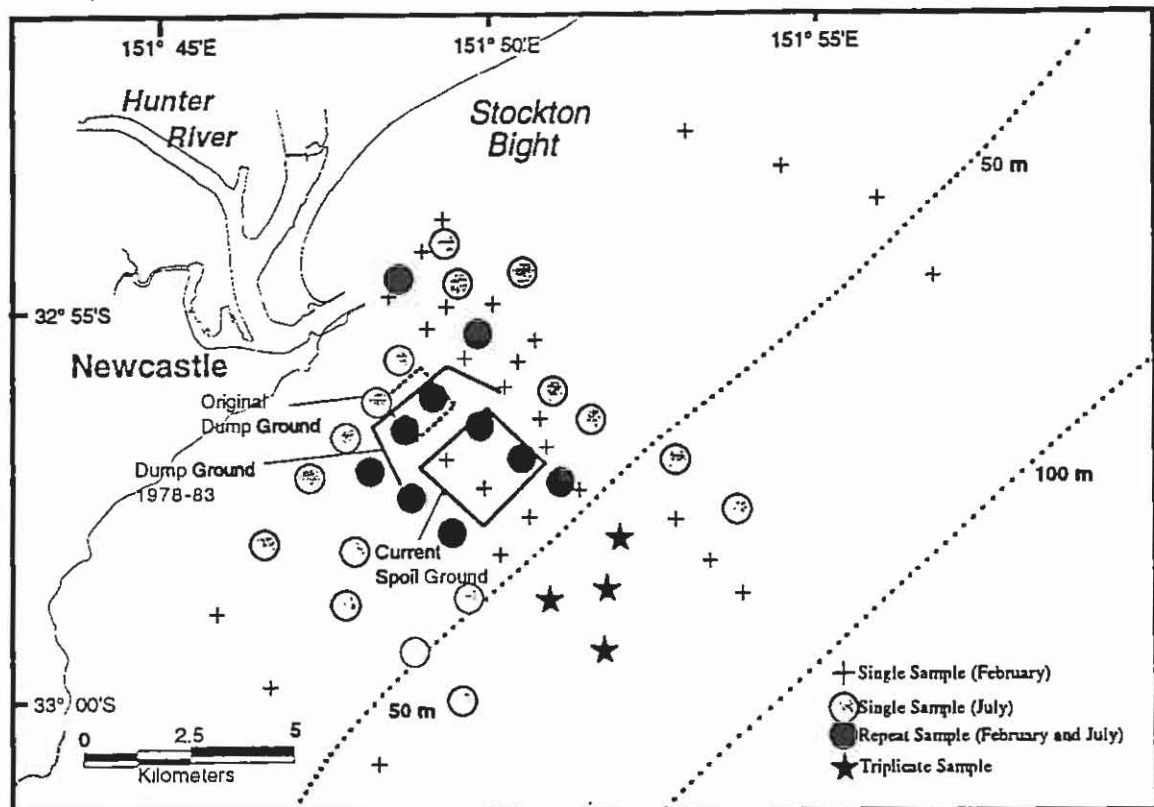 151° 45'E
151° 50'E
151° 55'E
Hunter
River
Stockton
Bight
50 m
32° 55'S
Newcastle
Original
Dump Ground
Dump Ground
1978-83
100 m
Current
Spoil Ground
Single Sample (February)
Single Sample (July)
Repeat Sample (February and July)
Triplicate Sample
33° 00'S
50 m
0 2.5 5
Kilometers